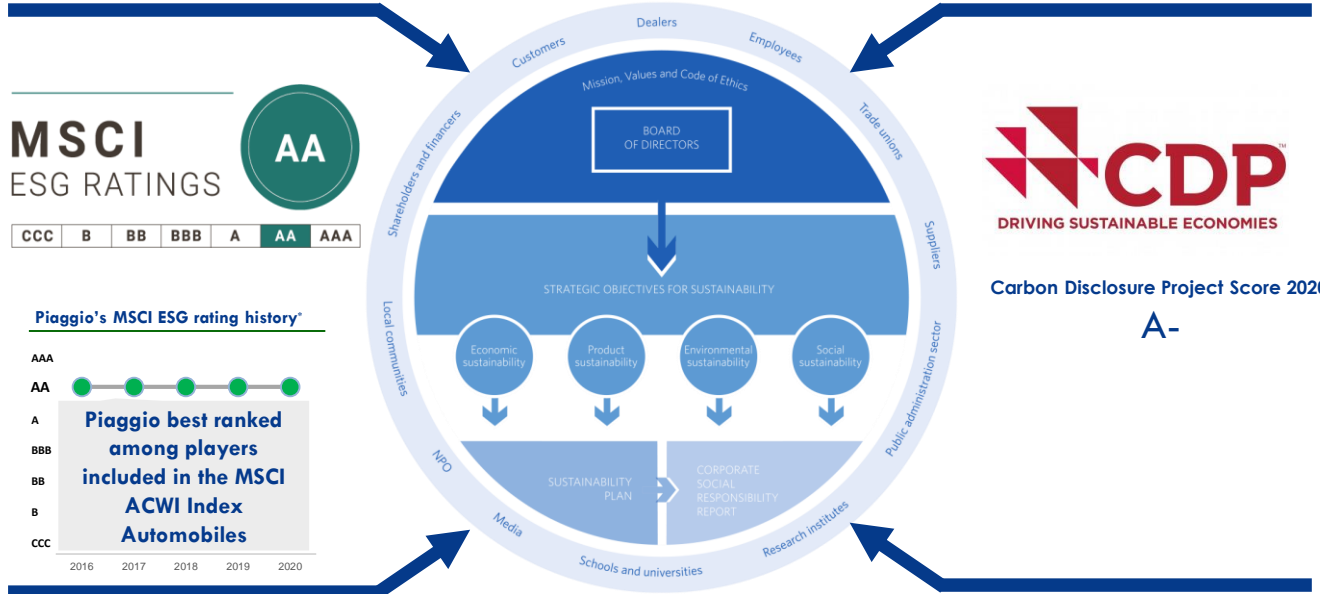 MSCI
ESG RATINGS
AA
CCC B BB BBB A AA AAA
Piaggio's MSCI ESG rating history*
AAA
AA
A
BBB
BB
B
CCC
Piaggio best ranked
among players
included in the MSCI
ACWI Index
Automobiles
2016 2017 2018 2019 2020
Dealers
Employees
Trade unions
Suppliers
Public administration sector
Research institutes
Schools and universities
Media
NPO
Local communities
Shareholders and financers
Customers
Mission, Values and Code of Ethics
BOARD
OF DIRECTORS
STRATEGIC OBJECTIVES FOR SUSTAINABILITY
Economic
sustainability
Product
sustainability
Environmental
sustainability
Social
sustainability
SUSTAINABILITY
PLAN
CORPORATE
SOCIAL
RESPONSIBILITY
REPORT
CDP™
DRIVING SUSTAINABLE ECONOMIES
Carbon Disclosure Project Score 2020
A-